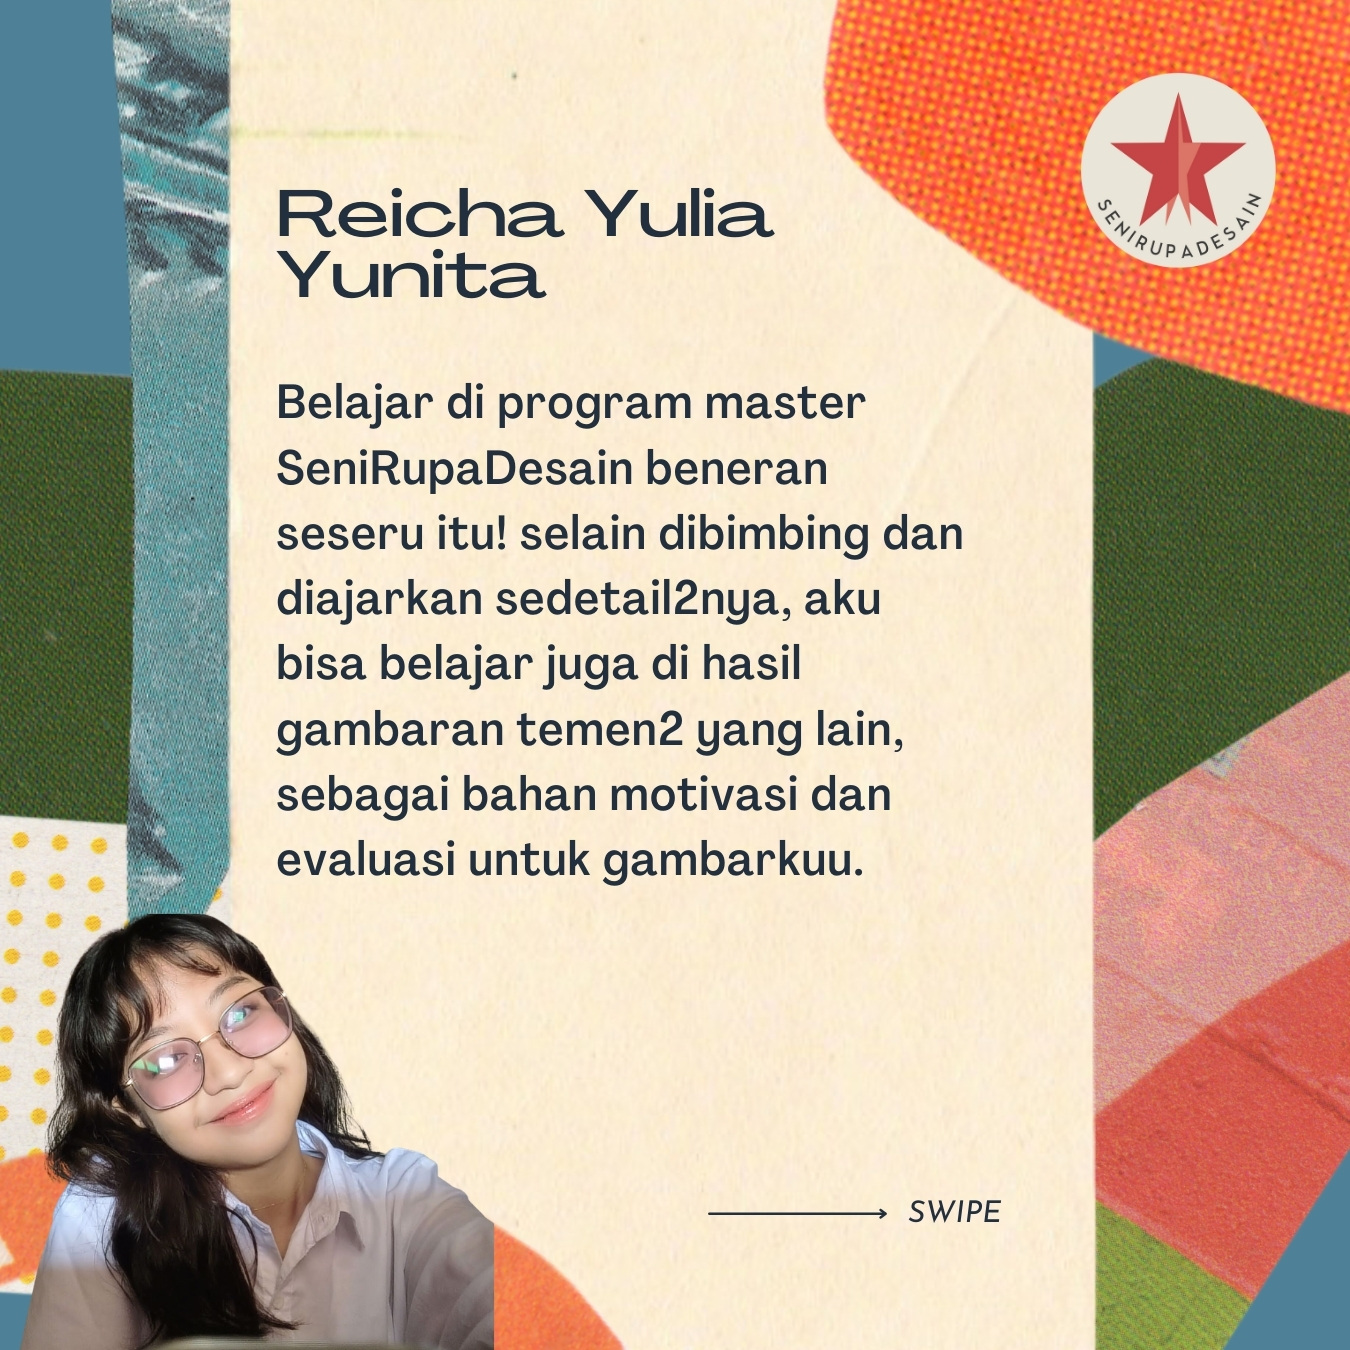 SENIRUPADESAIN
Reicha Yulia
Yunita
Belajar di program master
SeniRupaDesain beneran
seseru itu! selain dibimbing dan
diajarkan sedetail2nya, aku
bisa belajar juga di hasil
gambaran temen2 yang lain,
sebagai bahan motivasi dan
evaluasi untuk gambarkuu.
SWIPE